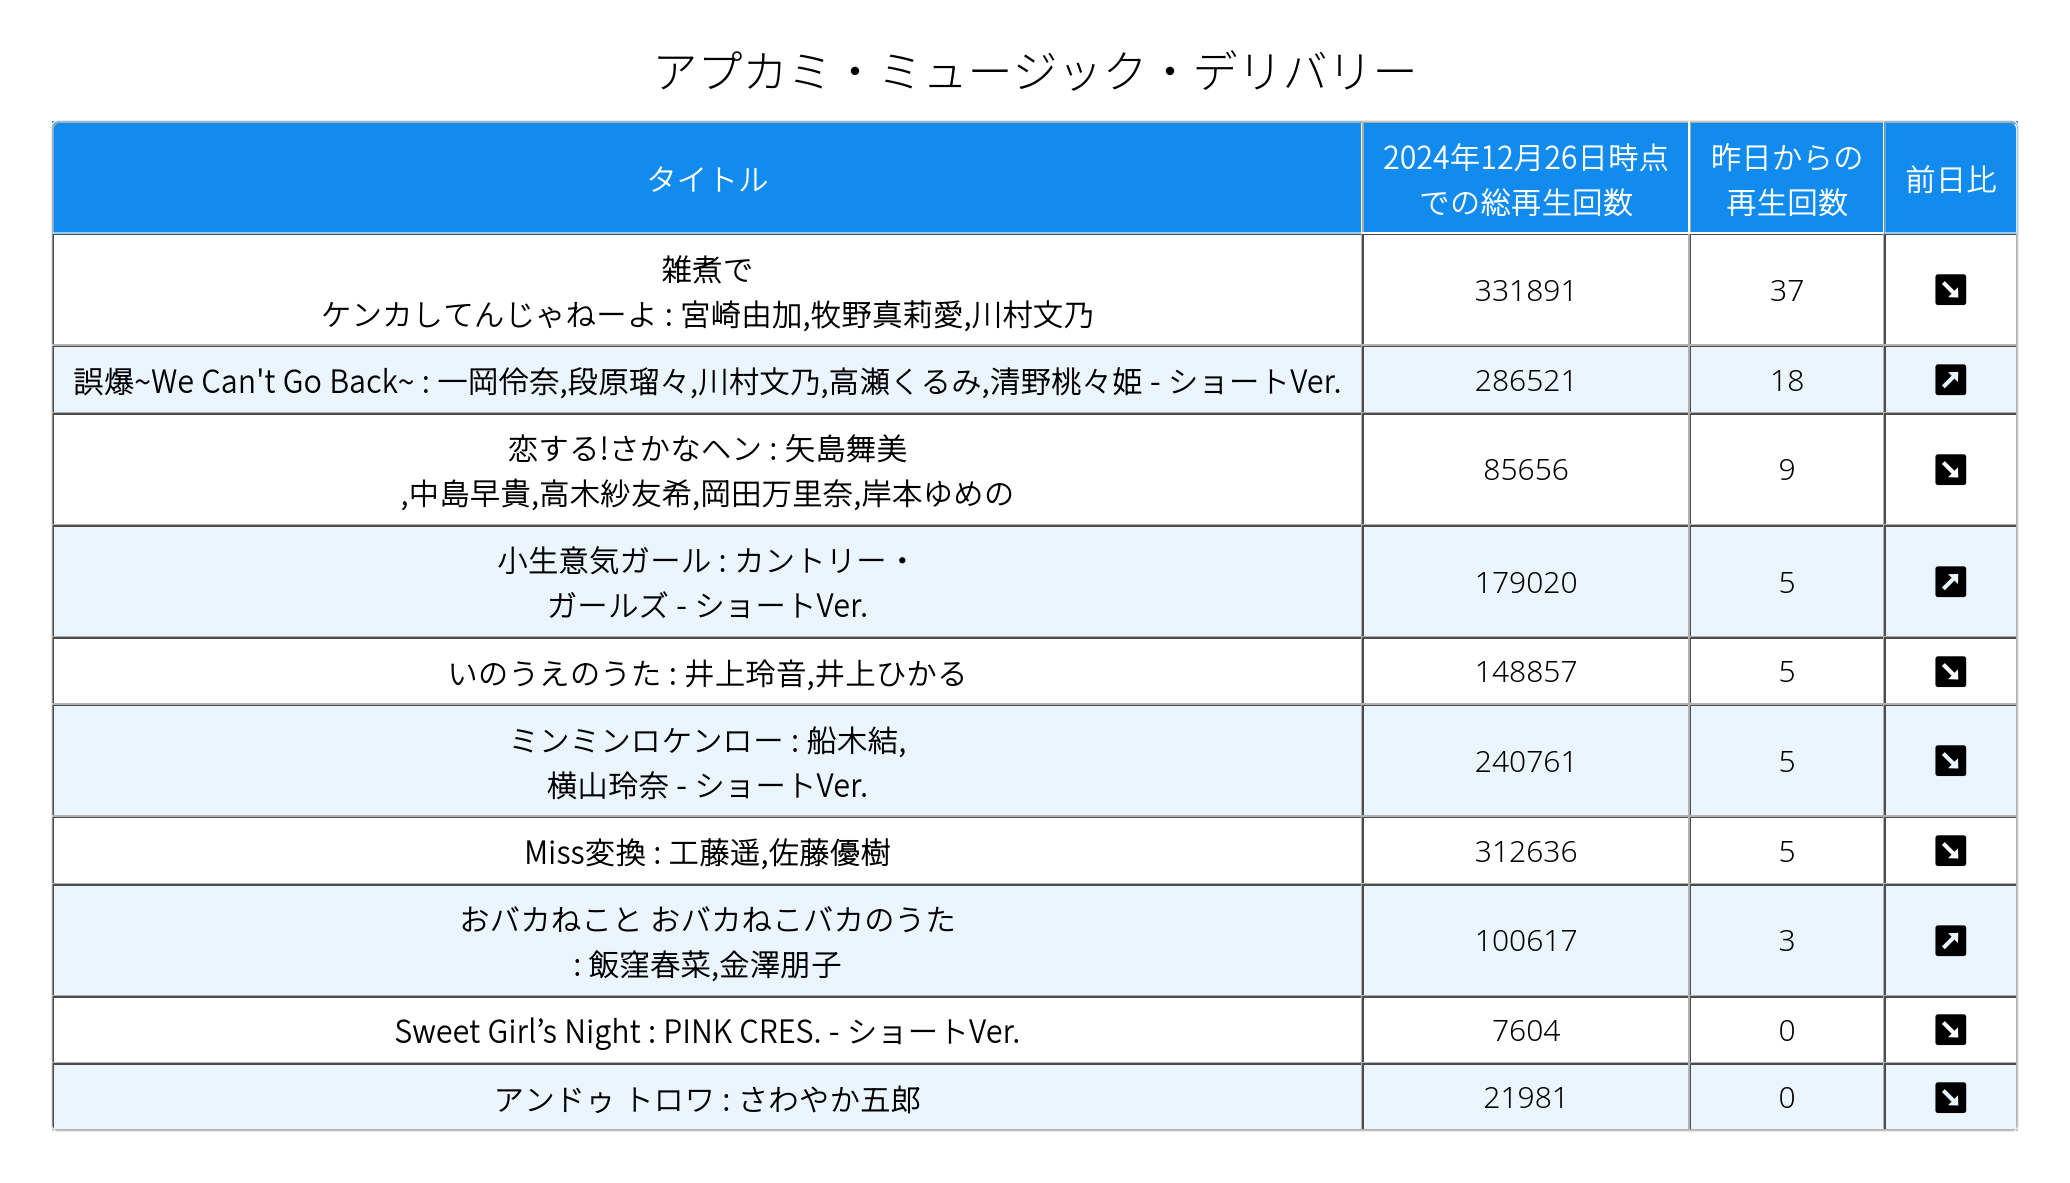 アプカミ・ミュージック・デリバリー
タイトル
2024年12月26日時点
での総再生回数
昨日からの
再生回数
前日比
雑煮で
ケンカしてんじゃねーよ : 宮崎由加,牧野真莉愛,川村文乃
331891
37
誤爆~We Can't Go Back~ : 一岡伶奈,段原瑠々,川村文乃,高瀬くるみ,清野桃々姫 - ショートVer.
286521
18
恋する!さかなヘン : 矢島舞美
,中島早貴,高木紗友希,岡田万里奈,岸本ゆめの
85656
9
小生意気ガール : カントリー・
ガールズ - ショートVer.
179020
5
いのうえのうた : 井上玲音,井上ひかる
148857
5
ミンミンロケンロー : 船木結,
横山玲奈 - ショートVer.
240761
5
Miss変換 : 工藤遥,佐藤優樹
312636
5
おバカねこと おバカねこバカのうた
: 飯窪春菜,金澤朋子
100617
3
Sweet Girl’s Night : PINK CRES. - ショートVer.
7604
0
アンドゥ トロワ : さわやか五郎
21981
0